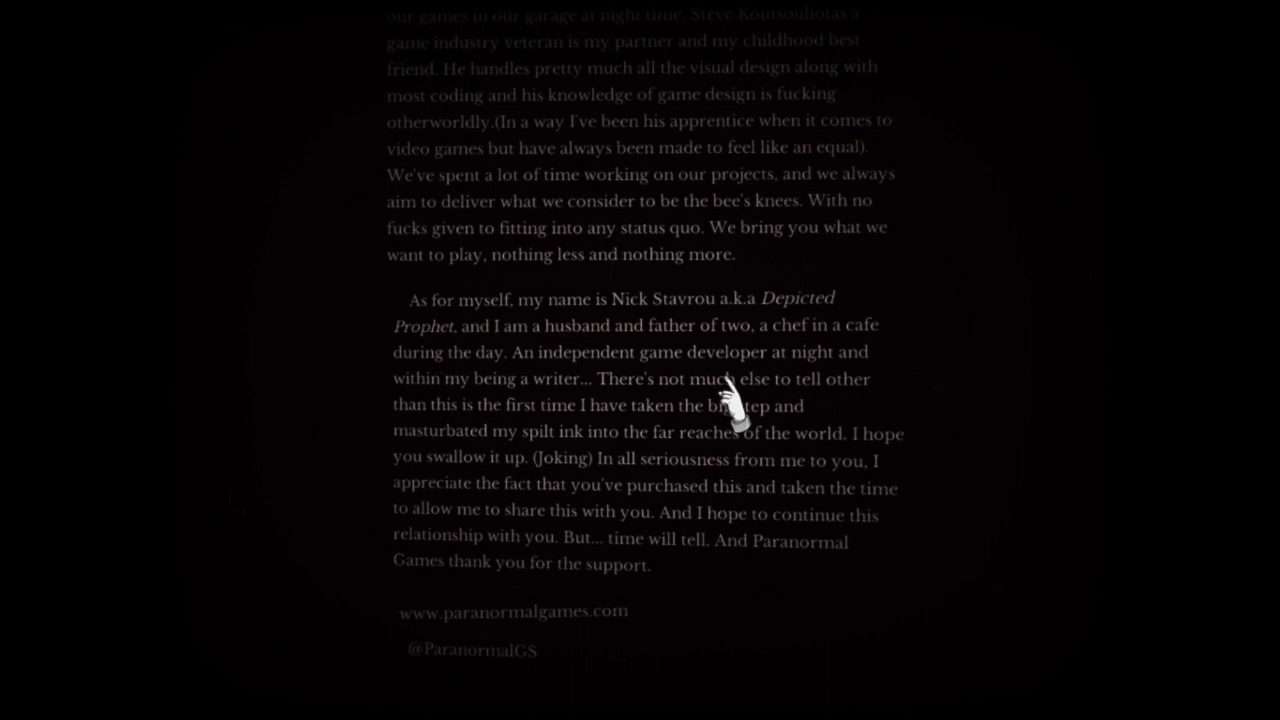 our games in our garage at night time. Steve Koutsouliotas a
game industry veteran is my partner and my childhood best
friend. He handles pretty much all the visual design along with
most coding and his knowledge of game design is fucking
otherworldly.(In a way I've been his apprentice when it comes to
video games but have always been made to feel like an equal).
We've spent a lot of time working on our projects, and we always
aim to deliver what we consider to be the bee's knees. With no
fucks given to fitting into any status quo. We bring you what we
want to play, nothing less and nothing more.
As for myself, my name is Nick Stavrou a.k.a Depicted
Prophet, and I am a husband and father of two, a chef in a cafe
during the day. An independent game developer at night and
within my being a writer... There's not much else to tell other
than this is the first time I have taken the big step and
masturbated my spilt ink into the far reaches of the world. I hope
you swallow it up. (Joking) In all seriousness from me to you, I
appreciate the fact that you've purchased this and taken the time
to allow me to share this with you. And I hope to continue this
relationship with you. But... time will tell. And Paranormal
Games thank you for the support.
www.paranormalgames.com
@ParanormalGS